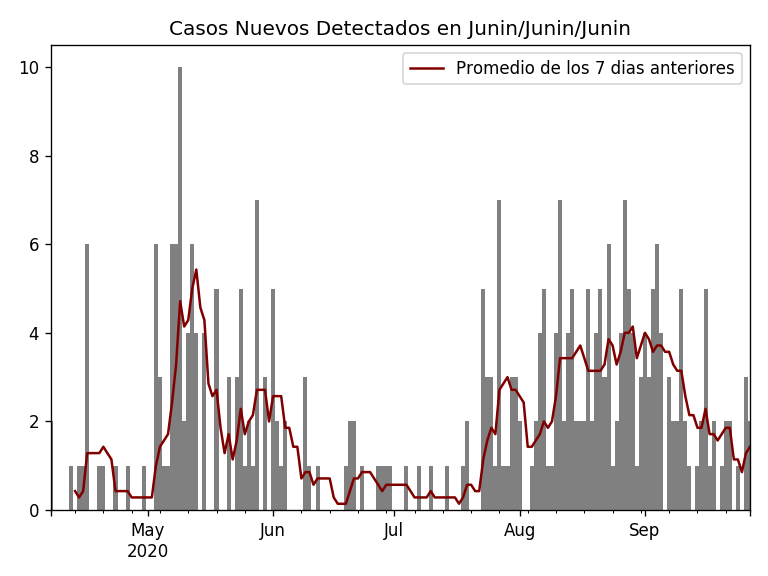 Casos Nuevos Detectados en Junin/Junin/Junin
Promedio de los 7 dias anteriores
10
8
6
4
2
0
May Jun Jul Aug Sep
2020